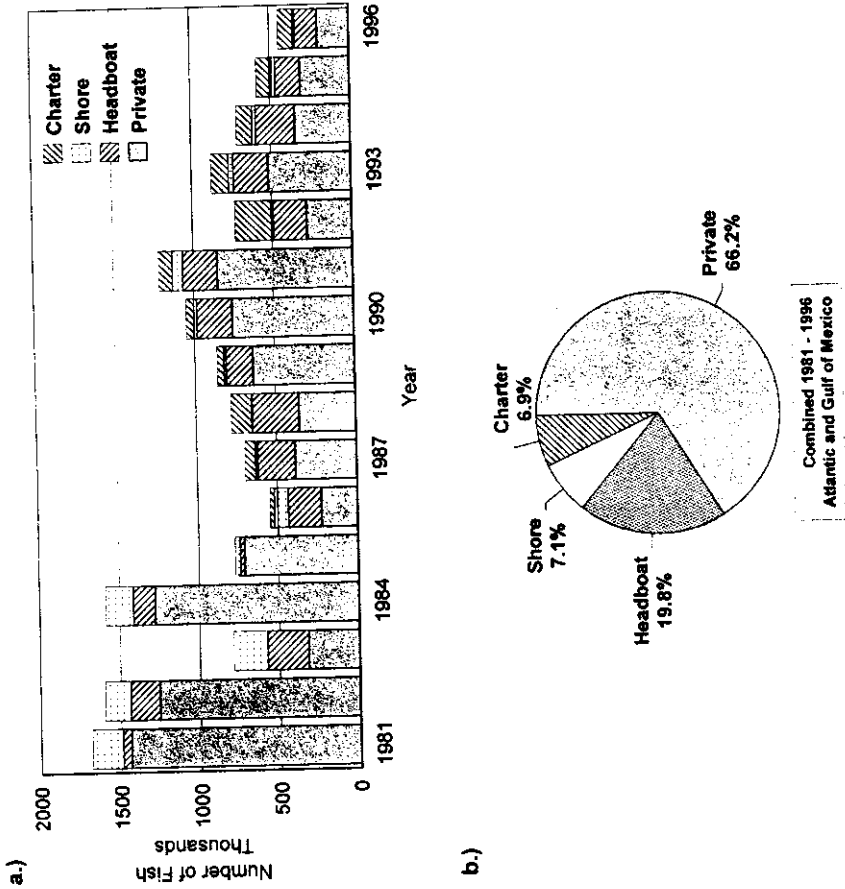 a.)
2000
1500
1000
500
0
Number of Fish
Thousands
Charter
Shore
Headboat
Private
1981
1984
1987
1990
1993
1996
Year
b.)
Charter
6.9%
Shore
7.1%
Headboat
19.8%
Private
66.2%
Combined 1981 - 1996
Atlantic and Gulf of Mexico